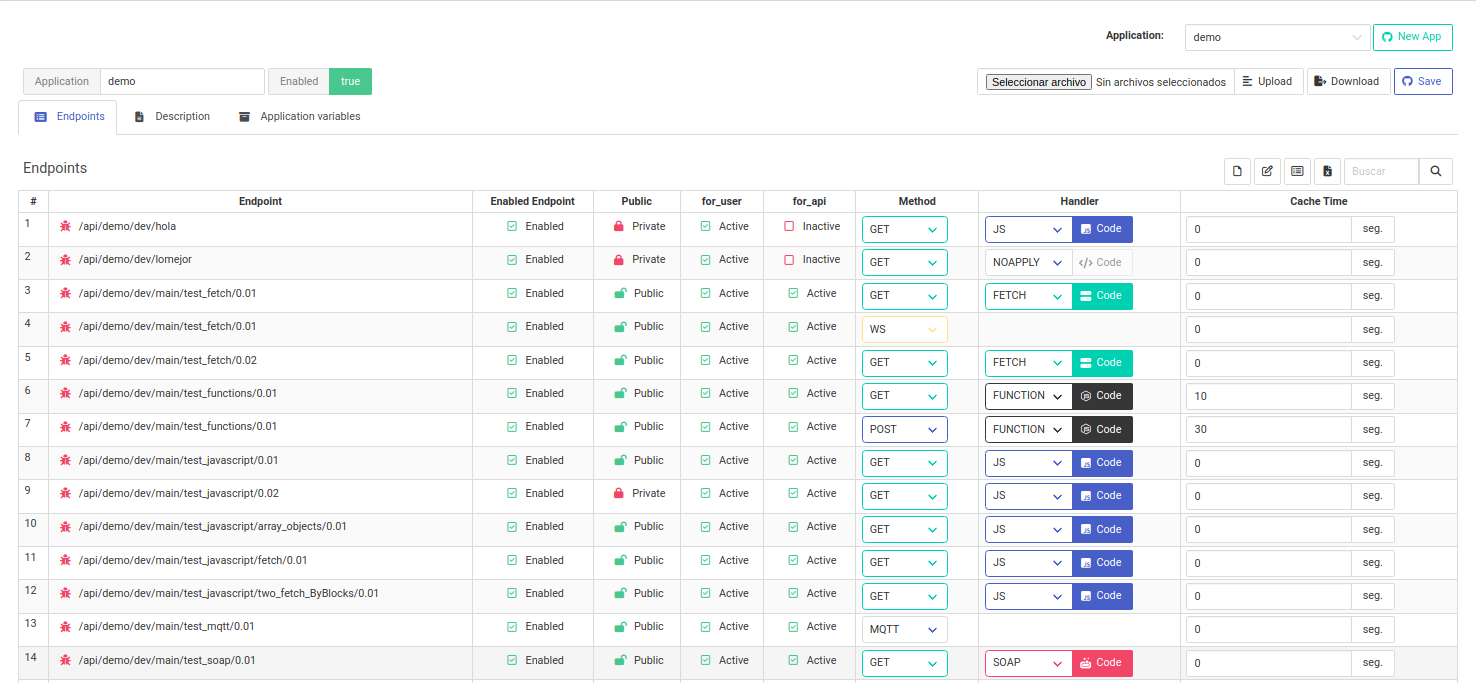 Application: demo New App
Application demo Enabled true Seleccionar archivo Sin archivos seleccionados Upload Download Save
Endpoints Description Application variables
Endpoints Buscar
# Endpoint Enabled Endpoint Public for_user for_api Method Handler Cache Time
1 /api/demo/dev/hola Enabled Private Active Inactive GET JS Code 0 seg.
2 /api/demo/dev/lomejor Enabled Private Active Inactive GET NOAPPLY Code 0 seg.
3 /api/demo/dev/main/test_fetch/0.01 Enabled Public Active Active GET FETCH Code 0 seg.
4 /api/demo/dev/main/test_fetch/0.01 Enabled Public Active Active WS 0 seg.
5 /api/demo/dev/main/test_fetch/0.02 Enabled Public Active Active GET FETCH Code 0 seg.
6 /api/demo/dev/main/test_functions/0.01 Enabled Public Active Active GET FUNCTION Code 10 seg.
7 /api/demo/dev/main/test_functions/0.01 Enabled Public Active Active POST FUNCTION Code 30 seg.
8 /api/demo/dev/main/test_javascript/0.01 Enabled Public Active Active GET JS Code 0 seg.
9 /api/demo/dev/main/test_javascript/0.02 Enabled Private Active Active GET JS Code 0 seg.
10 /api/demo/dev/main/test_javascript/array_objects/0.01 Enabled Public Active Active GET JS Code 0 seg.
11 /api/demo/dev/main/test_javascript/fetch/0.01 Enabled Public Active Active GET JS Code 0 seg.
12 /api/demo/dev/main/test_javascript/two_fetch_ByBlocks/0.01 Enabled Public Active Active GET JS Code 0 seg.
13 /api/demo/dev/main/test_mqtt/0.01 Enabled Public Active Active MQTT 0 seg.
14 /api/demo/dev/main/test_soap/0.01 Enabled Public Active Active GET SOAP Code 0 seg.